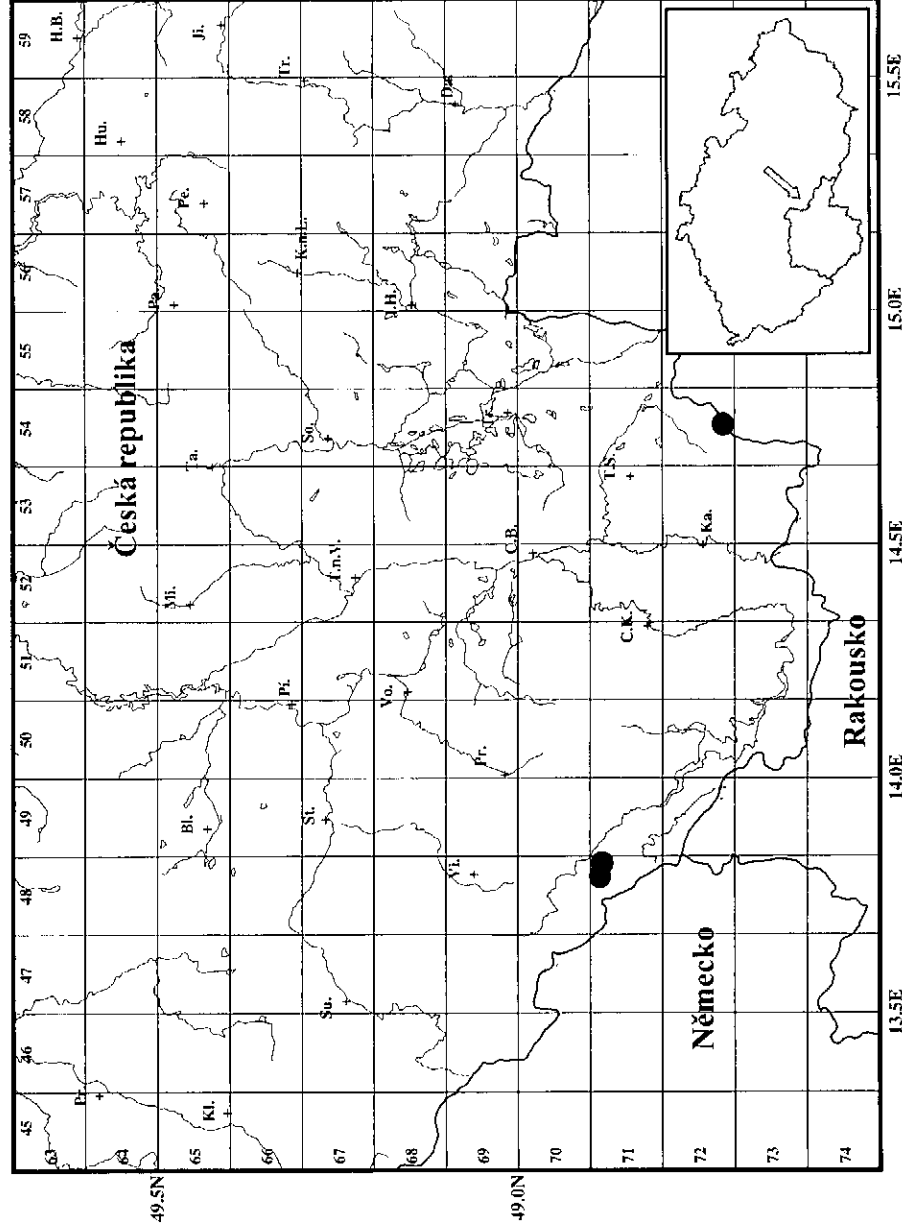 45 46 47 48 49 50 51 52 53 54 55 56 57 58 59
63
H.B.
Pr.
Česká republika
64
Hu.
49.5N
Pa.
Mi.
Ta.
Pe.
65
Kl.
Bl.
Ji.
66
Pí.
K.n.L.
Tr.
67
Su.
St.
T.n.V.
So.
68
Vo.
J.H.
69
Vi.
Pr.
Da.
49.0N
Č.B.
70
71
Č.K.
T.S.
72
Ka.
Německo
73
74
Rakousko
13.5E 14.0E 14.5E 15.0E 15.5E